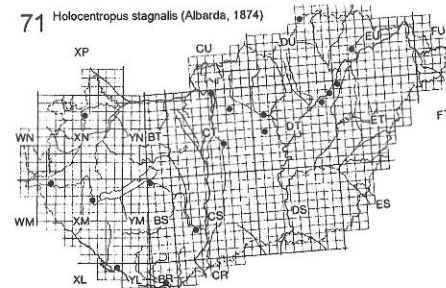 71 Holocentropus stagnalis (Albarda, 1874)
XP CU DU EU FU
WN XN YN BT CT DT ET FT
WM XM YM BS CS DS ES
XL YL BR CR